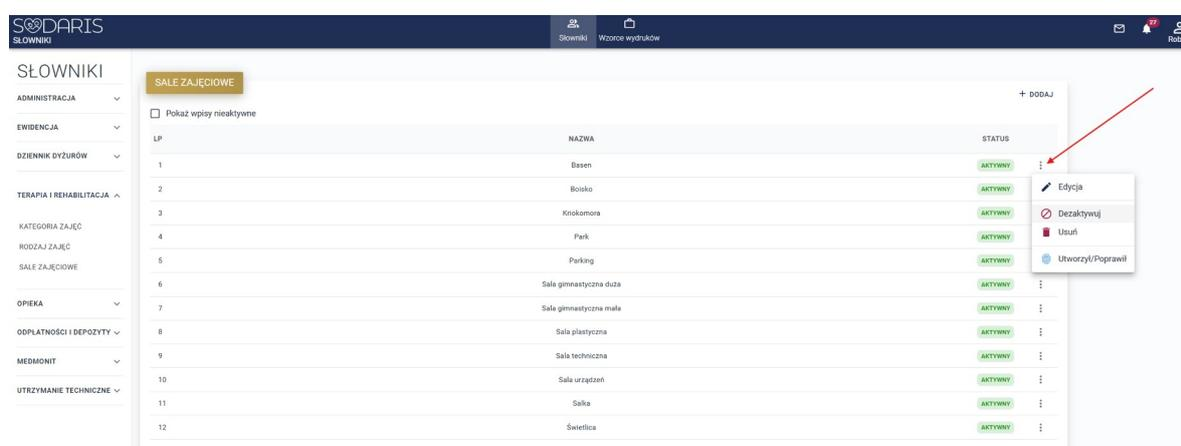 SODARIS
SŁOWNIKI
Słowniki
Wzorce wydruków
27
Rob
SŁOWNIKI
ADMINISTRACJA
EWIDENCJA
DZIENNIK DYŻURÓW
TERAPIA I REHABILITACJA
KATEGORIA ZAJĘĆ
RODZAJ ZAJĘĆ
SALE ZAJĘCIOWE
OPIEKA
ODPŁATNOŚCI I DEPOZYTY
MEDMONIT
UTRZYMANIE TECHNICZNE
SALE ZAJĘCIOWE
+ DODAJ
Pokaż wpisy nieaktywne
LP NAZWA STATUS
1 Basen AKTYWNY
2 Boisko AKTYWNY
3 Kriokomora AKTYWNY
4 Park AKTYWNY
5 Parking AKTYWNY
6 Sala gimnastyczna duża AKTYWNY
7 Sala gimnastyczna mała AKTYWNY
8 Sala plastyczna AKTYWNY
9 Sala techniczna AKTYWNY
10 Sala urządzeń AKTYWNY
11 Salka AKTYWNY
12 Świetlica AKTYWNY
Edycja
Dezaktywuj
Usuń
Utworzył/Poprawił